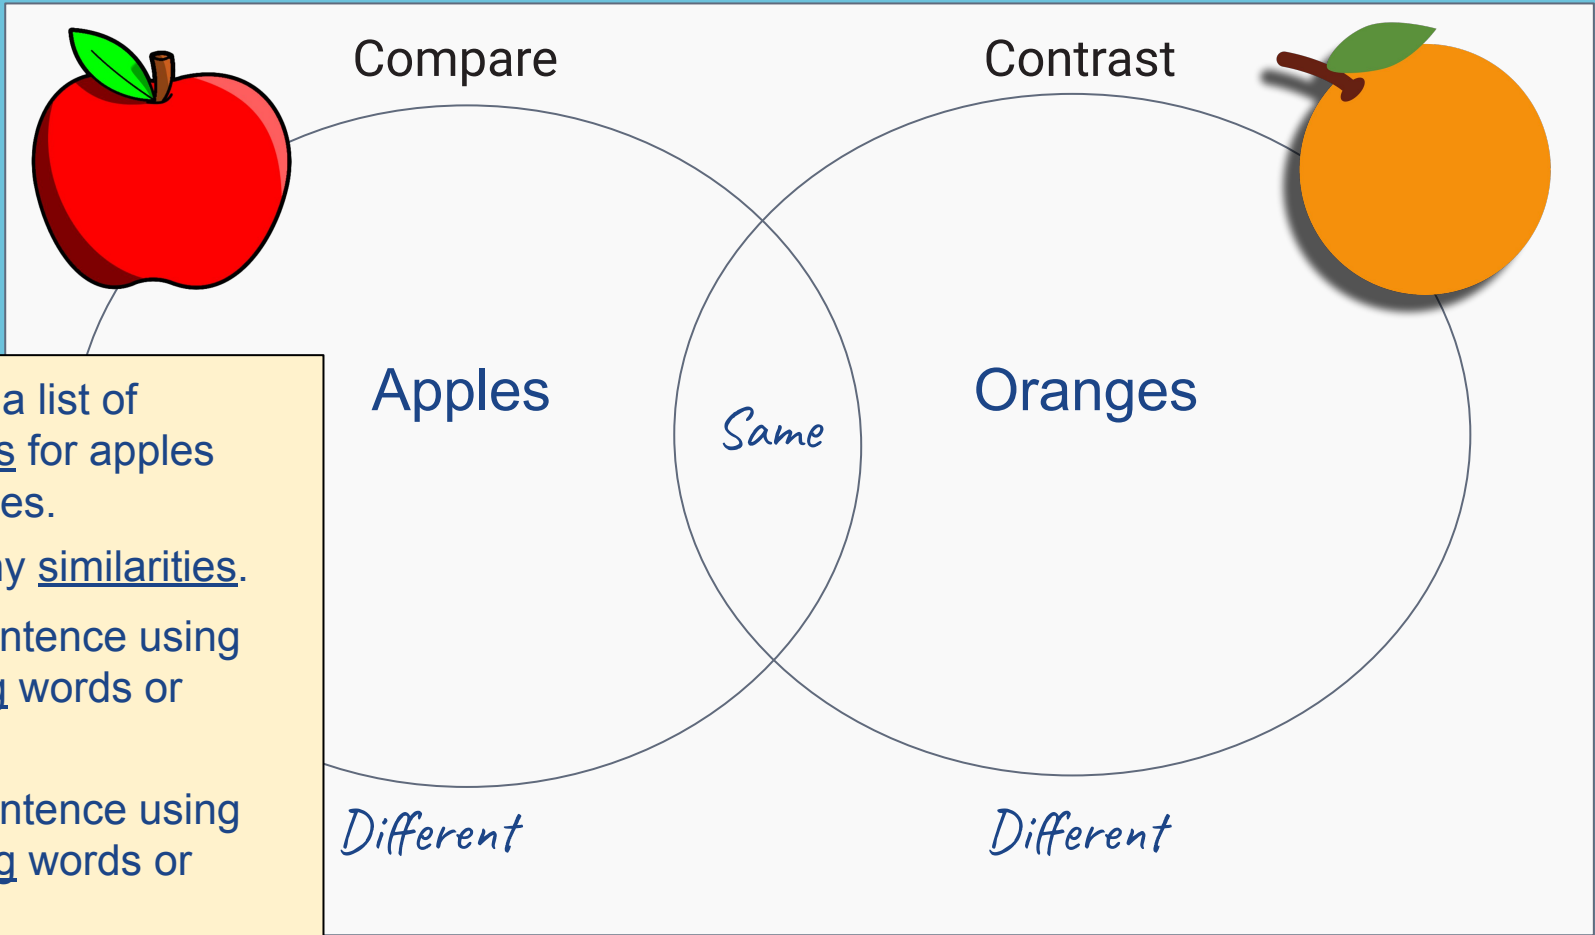 Compare
Contrast
Apples
Oranges
Same
a list of
s for apples
es.
y similarities.
ntence using
g words or
ntence using
g words or
Different
Different